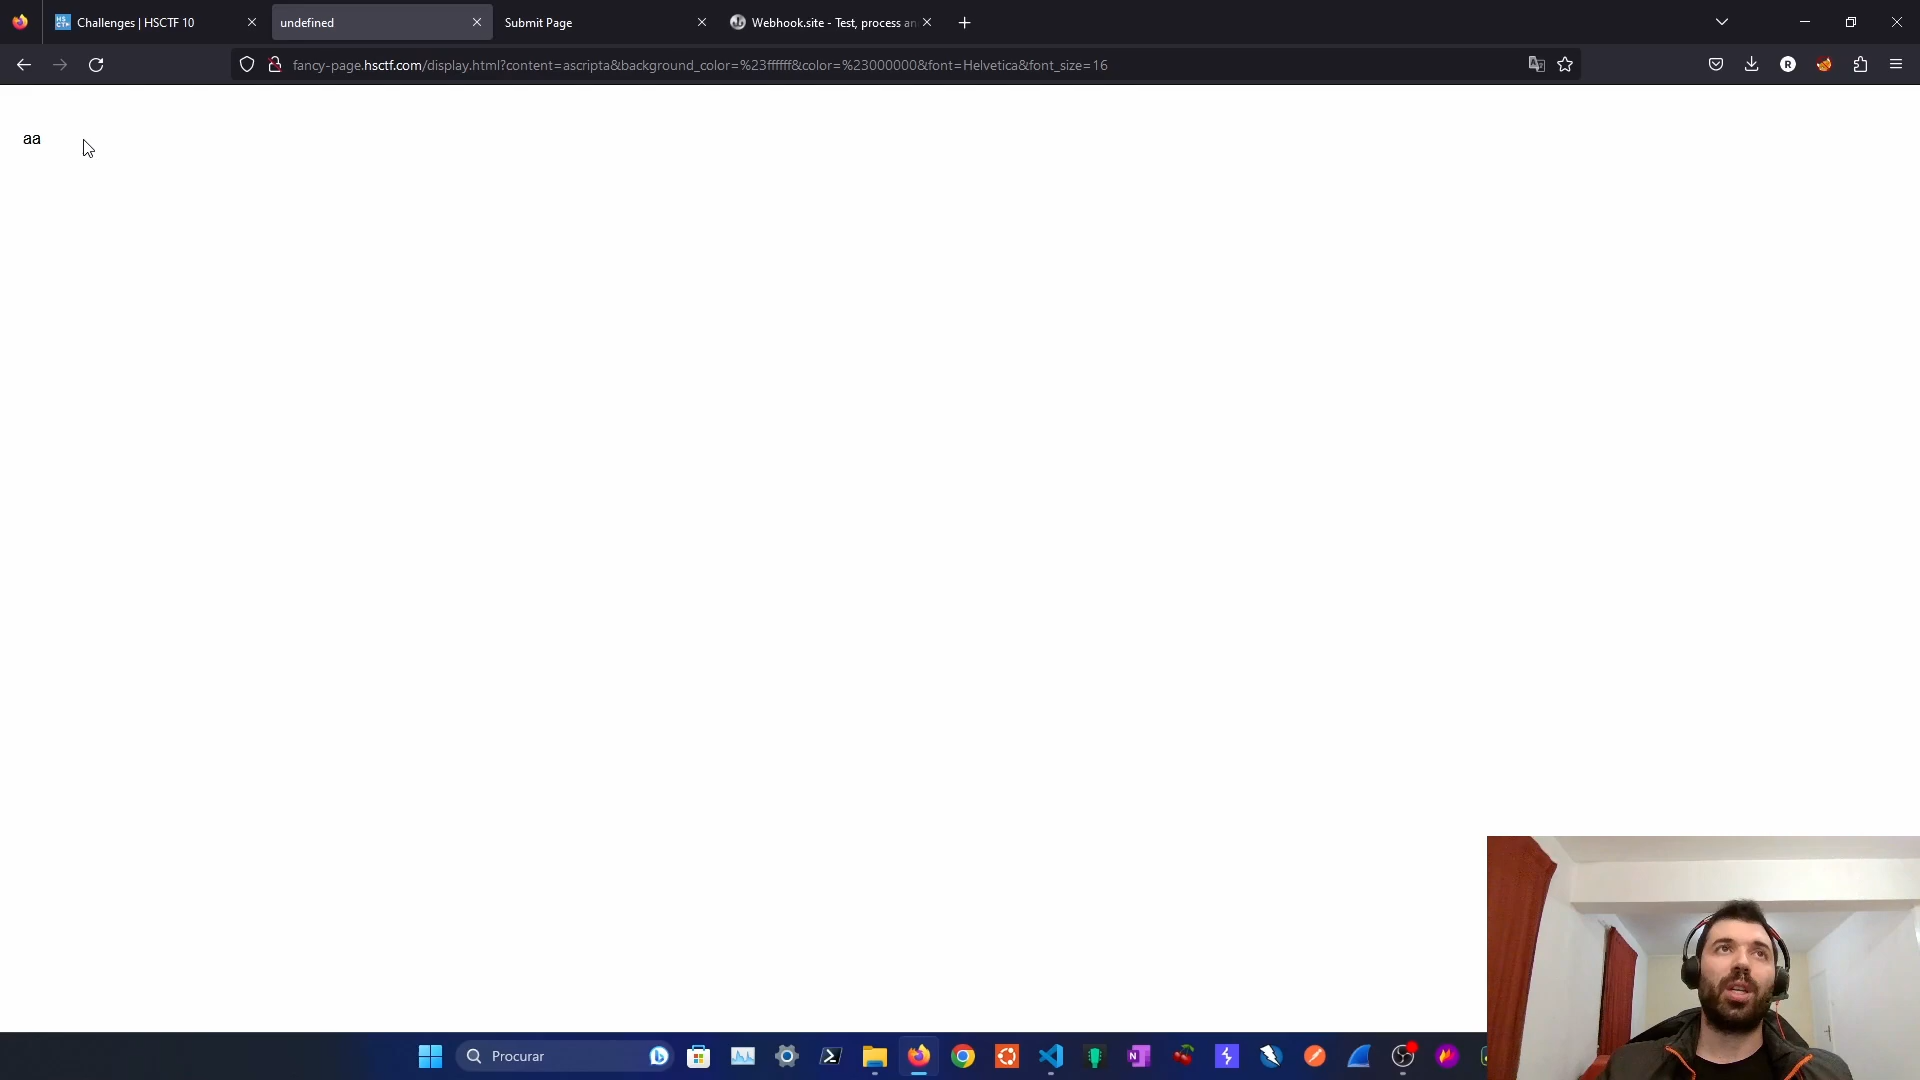 Challenges | HSCTF 10
undefined
Submit Page
Webhook.site - Test, process an
fancy-page.hsctf.com/display.html?content=ascripta&background_color=%23ffffff&color=%23000000&font=Helvetica&font_size=16
aa
Procurar